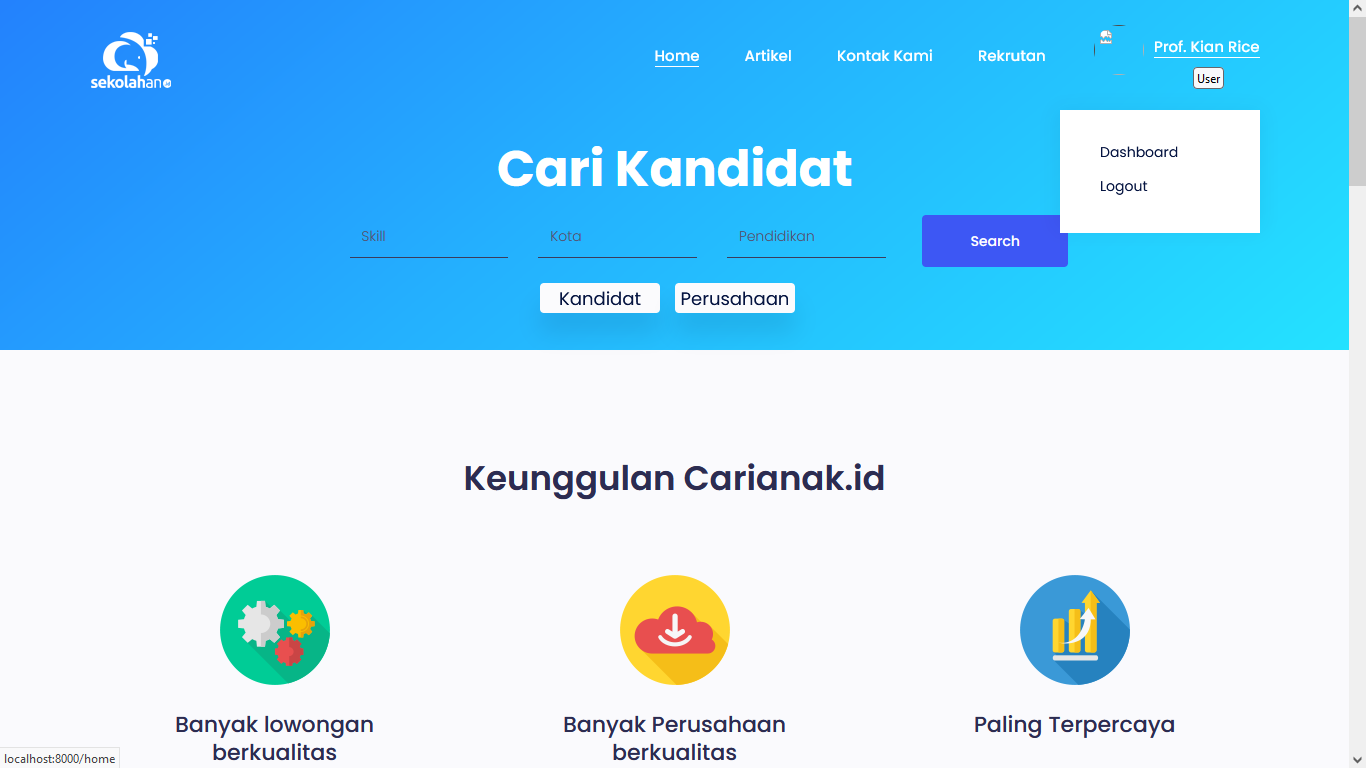 sekolahan
Home
Artikel
Kontak Kami
Rekrutan
Prof. Kian Rice
User
Dashboard
Logout
Cari Kandidat
Skill
Kota
Pendidikan
Search
Kandidat
Perusahaan
Keunggulan Carianak.id
Banyak lowongan
berkualitas
Banyak Perusahaan
berkualitas
Paling Terpercaya
localhost:8000/home